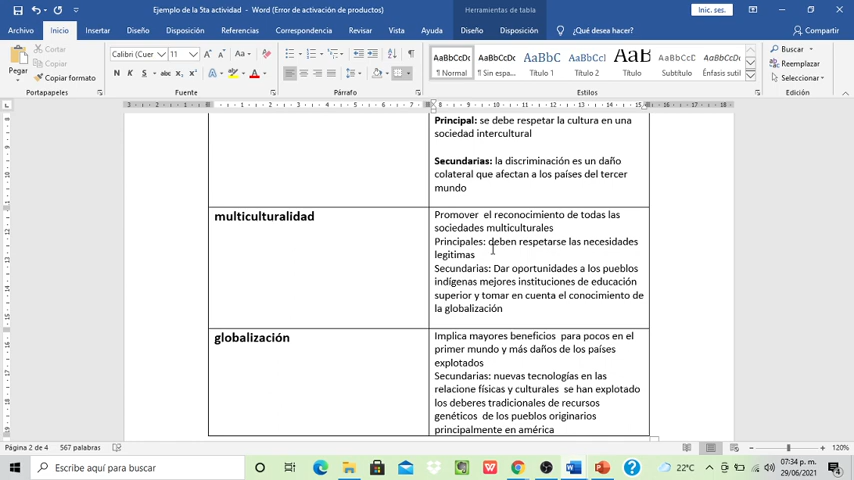 Ejemplo de la 5ta actividad - Word (Error de activación de productos)
Herramientas de tabla
Inic. ses.
Archivo Inicio Insertar Diseño Disposición Referencias Correspondencia Revisar Vista Ayuda Diseño Disposición ¿Qué desea hacer? Compartir
Pegar
Cortar
Copiar
Copiar formato
Calibri (Cuer 11
N K S abc
AaBbCcDc AaBbCcDc AaBbC AaBbCcI AaB AaBbCcD AaBbCcDc
¶ Normal ¶ Sin espa... Título 1 Título 2 Título Subtítulo Énfasis sutil
Buscar
Reemplazar
Seleccionar
Portapapeles Fuente Párrafo Estilos Edición
Principal: se debe respetar la cultura en una
sociedad intercultural
Secundarias: la discriminación es un daño
colateral que afectan a los países del tercer
mundo
multiculturalidad
Promover el reconocimiento de todas las
sociedades multiculturales
Principales: deben respetarse las necesidades
legitimas
Secundarias: Dar oportunidades a los pueblos
indígenas mejores instituciones de educación
superior y tomar en cuenta el conocimiento de
la globalización
globalización
Implica mayores beneficios para pocos en el
primer mundo y más daños de los países
explotados
Secundarias: nuevas tecnologías en las
relacione físicas y culturales se han explotado
los deberes tradicionales de recursos
genéticos de los pueblos originarios
principalmente en américa
Página 2 de 4 567 palabras 120%
Escribe aquí para buscar
22°C
07:34 p. m.
29/06/2021